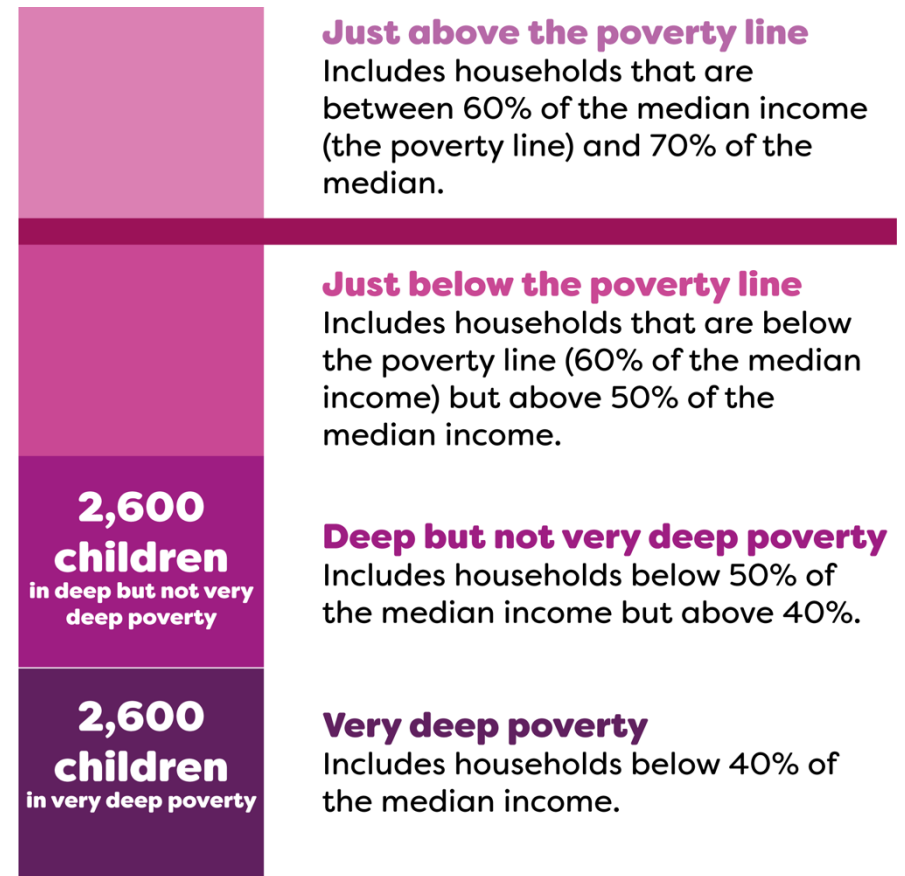 Just above the poverty line
Includes households that are
between 60% of the median income
(the poverty line) and 70% of the
median.
Just below the poverty line
Includes households that are below
the poverty line (60% of the median
income) but above 50% of the
median income.
2,600
children
in deep but not very
deep poverty
Deep but not very deep poverty
Includes households below 50% of
the median income but above 40%.
2,600
children
in very deep poverty
Very deep poverty
Includes households below 40% of
the median income.